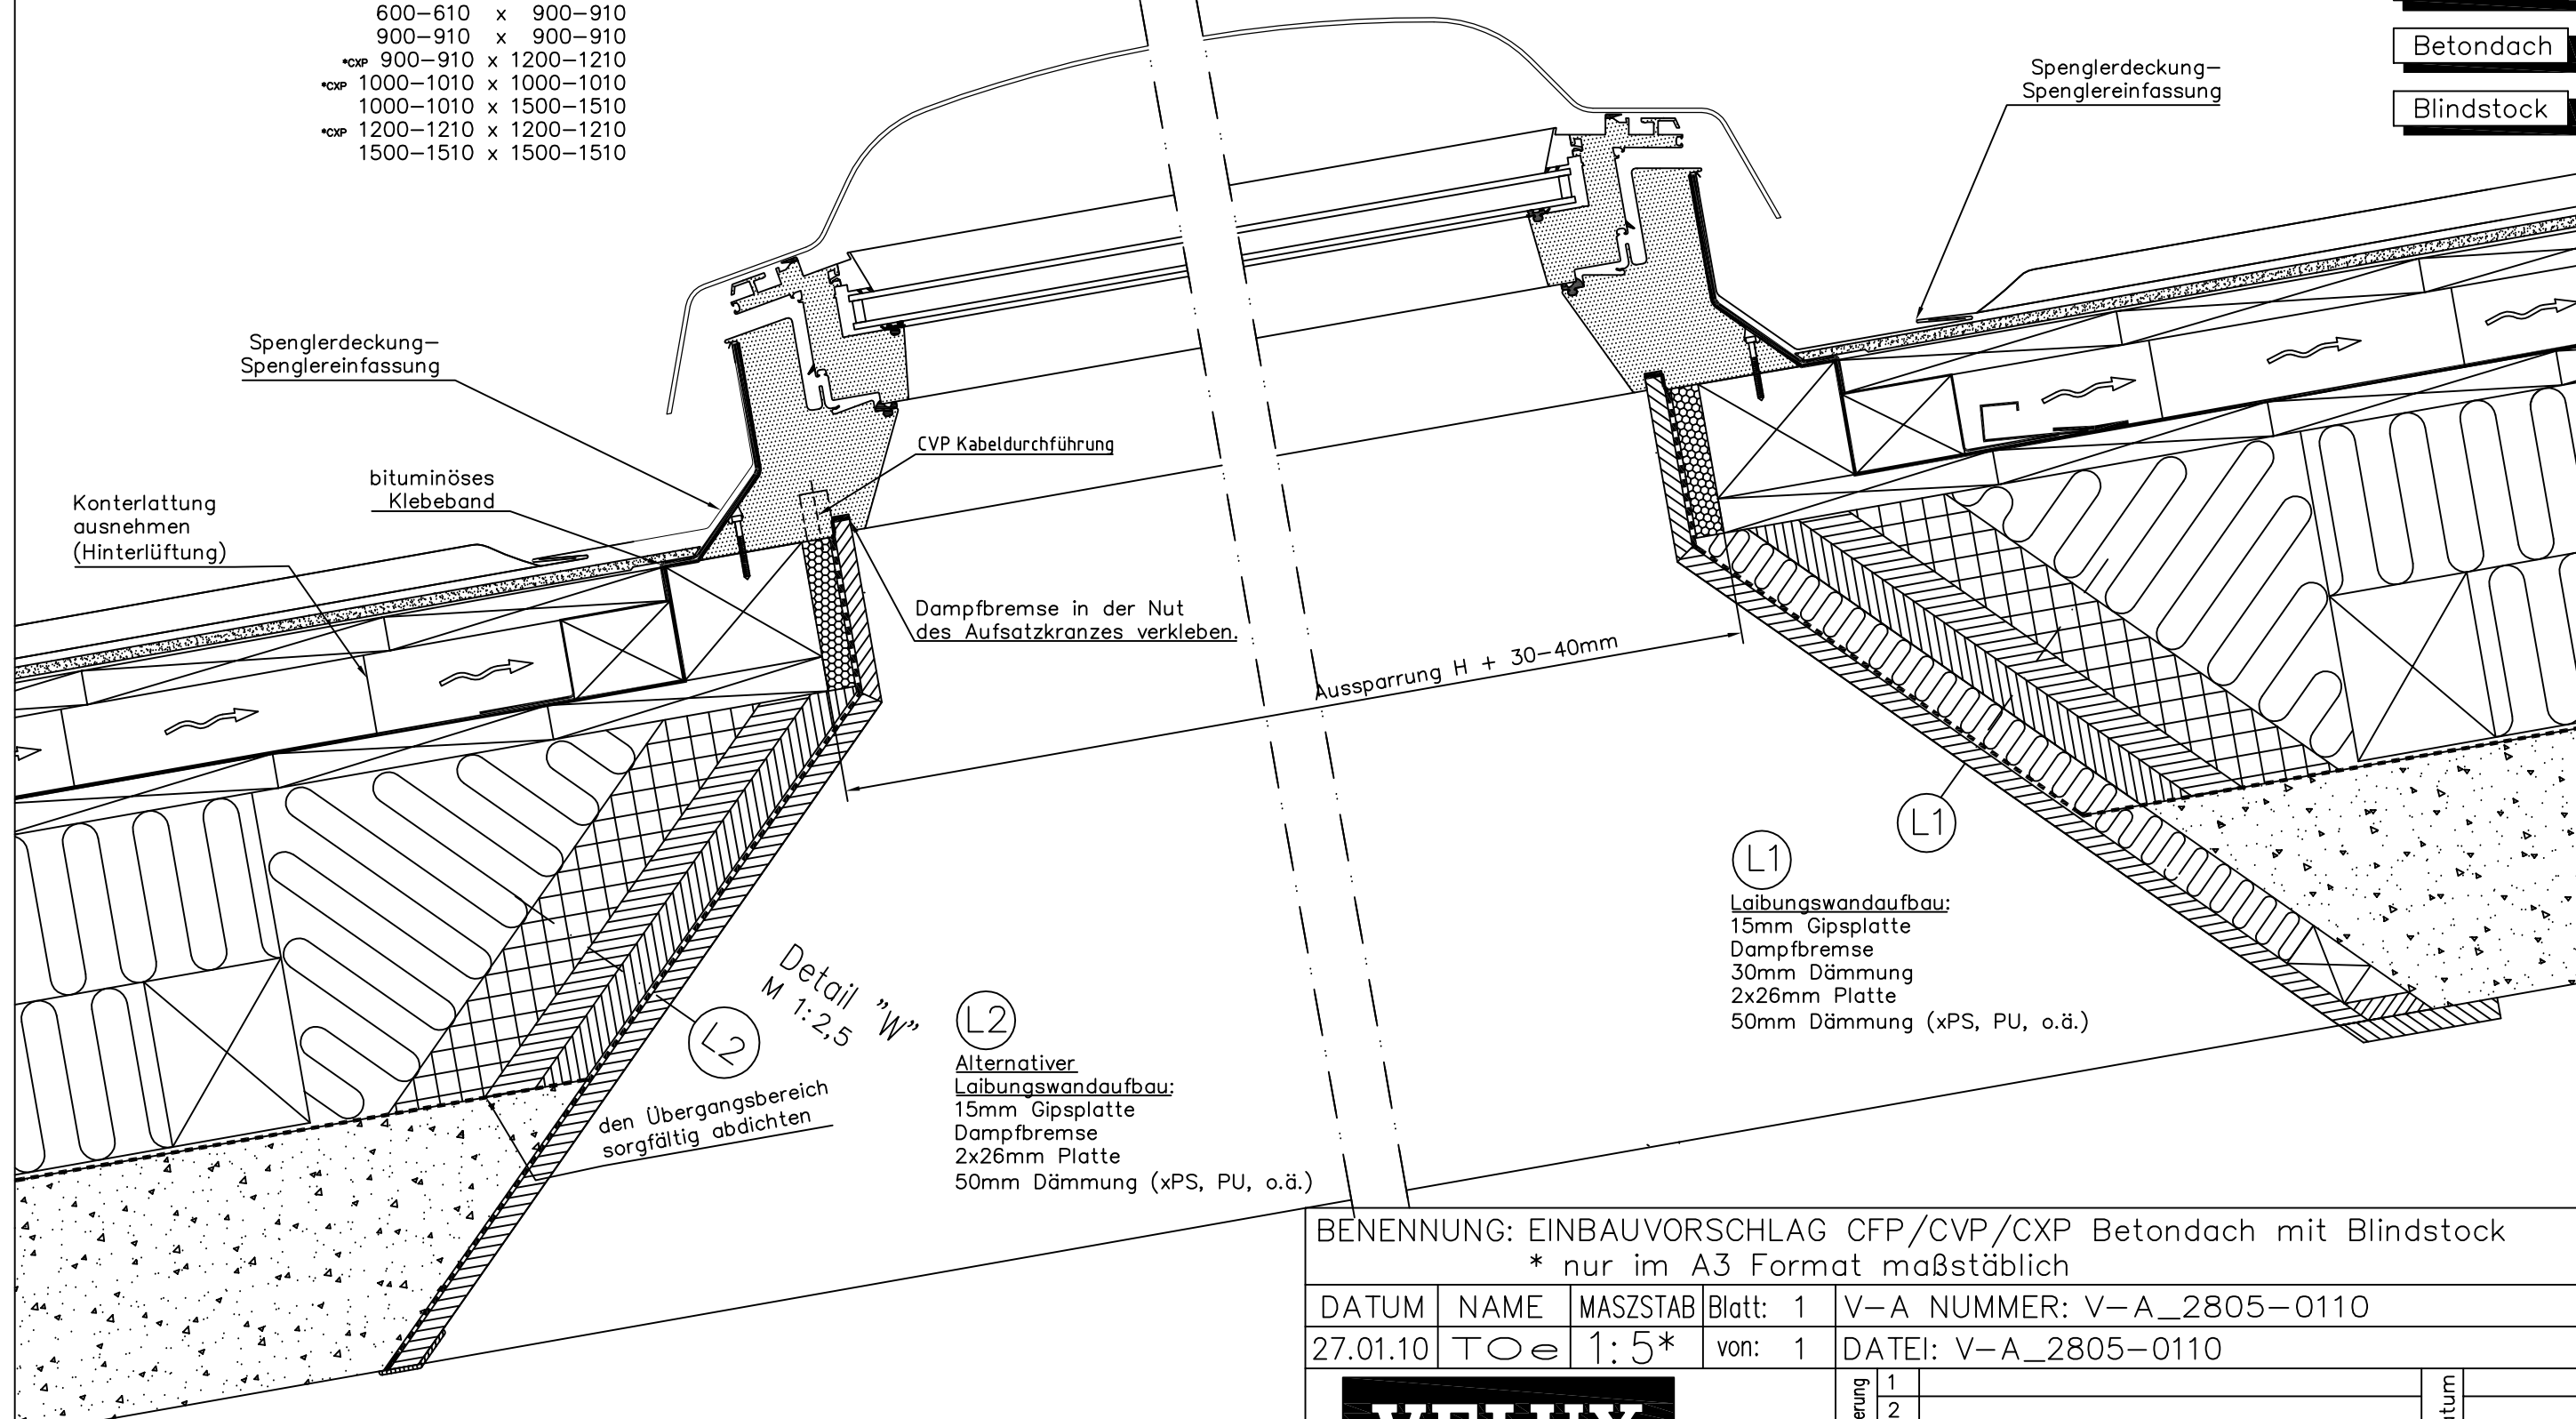 600-610 x 900-910
900-910 x 900-910
*CXP 900-910 x 1200-1210
*CXP 1000-1010 x 1000-1010
1000-1010 x 1500-1510
*CXP 1200-1210 x 1200-1210
1500-1510 x 1500-1510
Betondach
Blindstock
Spenglerdeckung-
Spenglereinfassung
Spenglerdeckung-
Spenglereinfassung
CVP Kabeldurchführung
bituminöses
Klebeband
Konterlattung
ausnehmen
(Hinterlüftung)
Dampfbremse in der Nut
des Aufsatzkranzes verkleben.
Aussparrung H + 30-40mm
L1
L1
Laibungswandaufbau:
15mm Gipsplatte
Dampfbremse
30mm Dämmung
2x26mm Platte
50mm Dämmung (xPS, PU, o.ä.)
Detail "W"
M 1:2,5
L2
L2
Alternativer
Laibungswandaufbau:
15mm Gipsplatte
Dampfbremse
2x26mm Platte
50mm Dämmung (xPS, PU, o.ä.)
den Übergangsbereich
sorgfältig abdichten
BENENNUNG: EINBAUVORSCHLAG CFP/CVP/CXP Betondach mit Blindstock
* nur im A3 Format maßstäblich
DATUM NAME MASZSTAB Blatt: 1 V-A NUMMER: V-A_2805-0110
27.01.10 TOe 1:5* von: 1 DATEI: V-A_2805-0110
1
2
VELUX